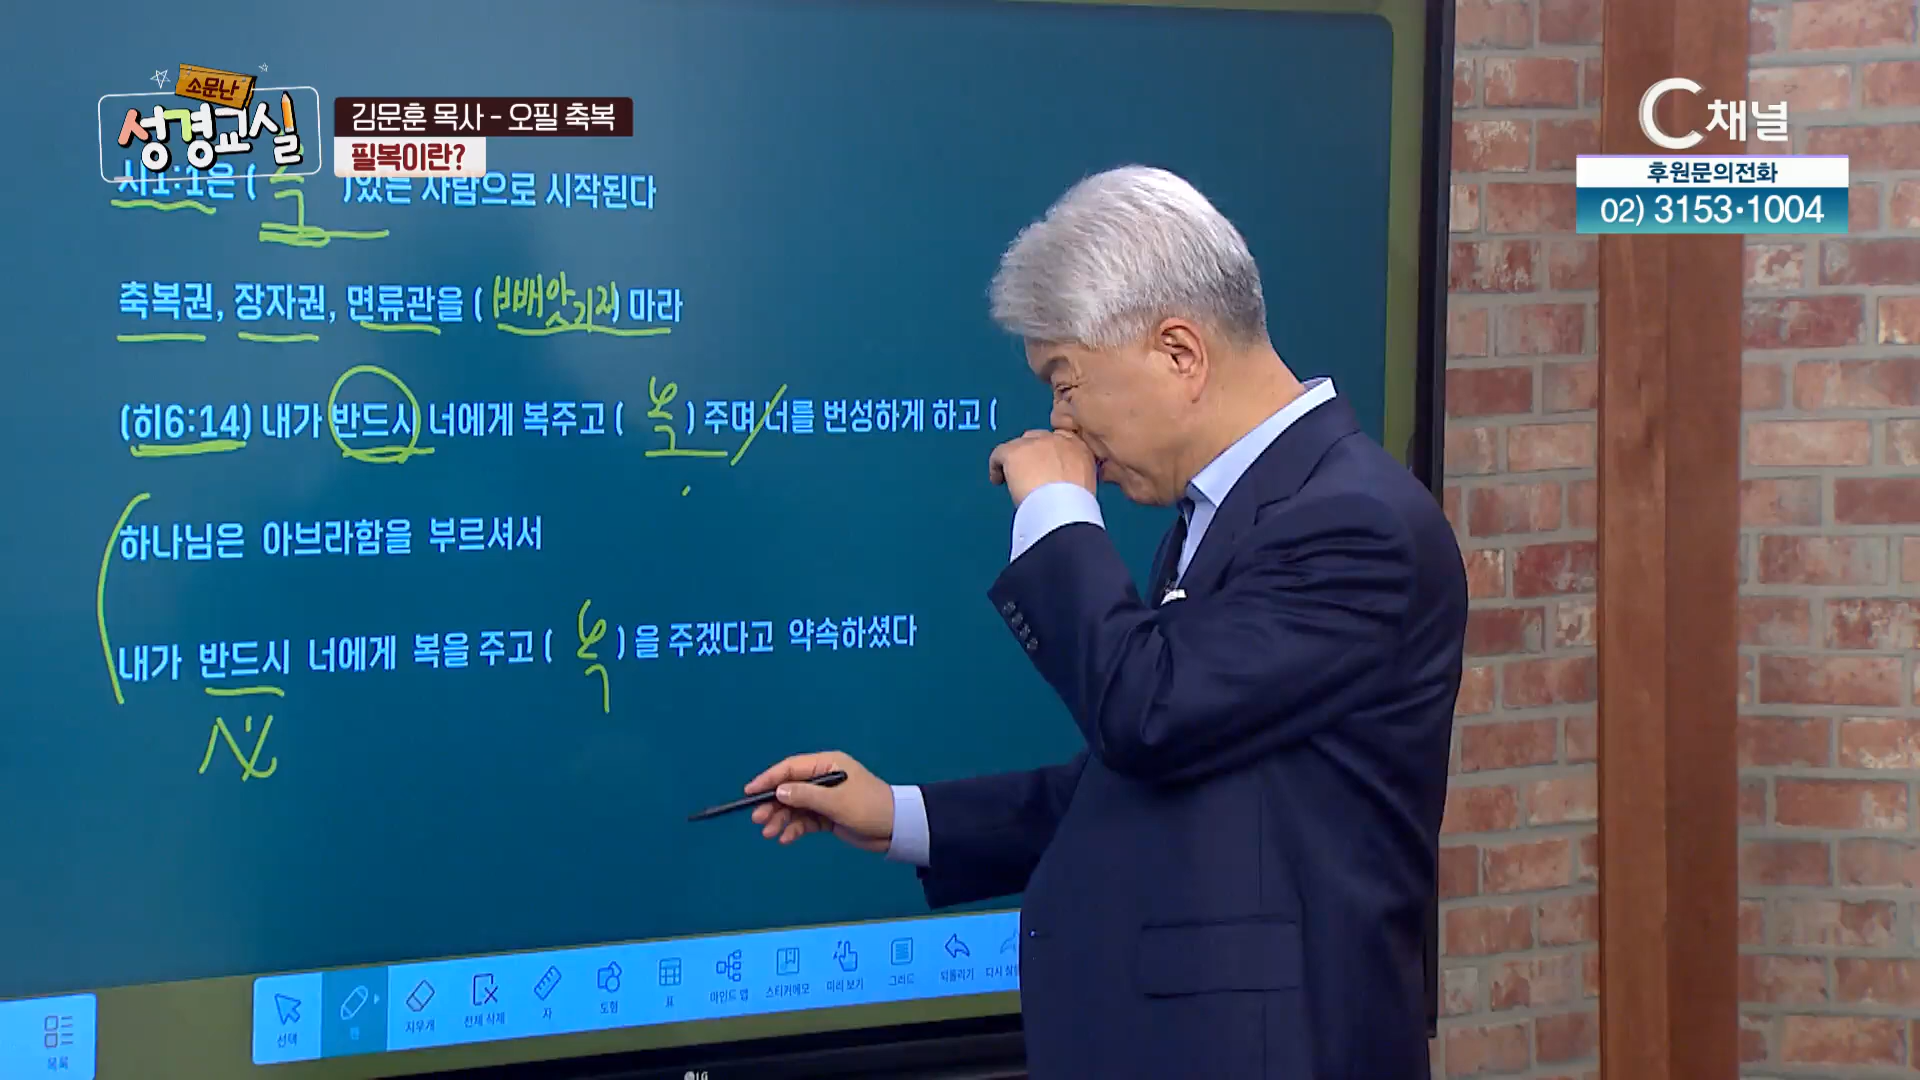 소문난
성경교실
김문훈 목사 - 오필 축복
필복이란?
C채널
후원문의전화
02) 3153·1004
시1:1은 ( 복 )있는 사람으로 시작된다
축복권, 장자권, 면류관을 ( 빼앗기지 ) 마라
(히6:14) 내가 반드시 너에게 복주고 ( 복 ) 주며 너를 번성하게 하고 (
하나님은 아브라함을 부르셔서
내가 반드시 너에게 복을 주고 ( 복 ) 을 주겠다고 약속하셨다
선택
펜
지우개
전체 삭제
자
도형
표
마인드 맵
스티커메모
미리 보기
그리드
되돌리기
다시 실
목록
LG